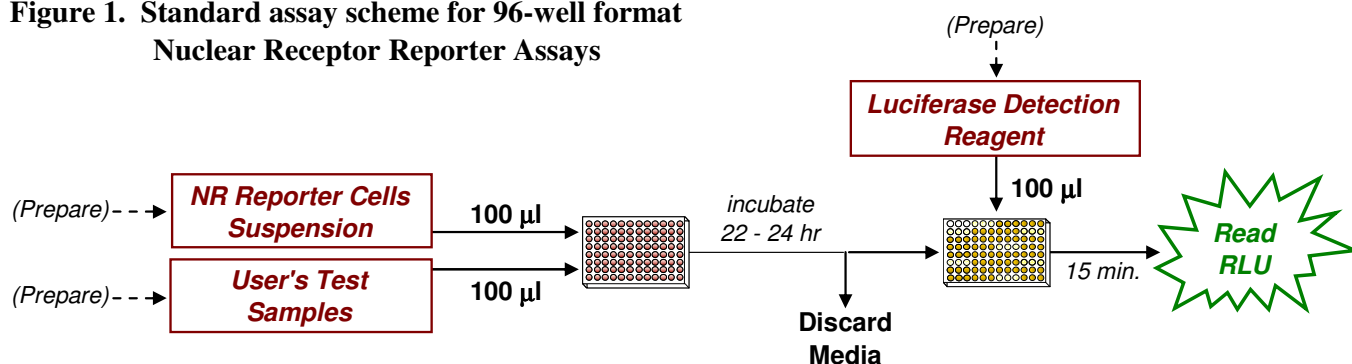 Figure 1. Standard assay scheme for 96-well format
Nuclear Receptor Reporter Assays
(Prepare)
Luciferase Detection
Reagent
100 µl
(Prepare)
NR Reporter Cells
Suspension
100 µl
(Prepare)
User's Test
Samples
100 µl
incubate
22 - 24 hr
Discard
Media
15 min.
Read
RLU